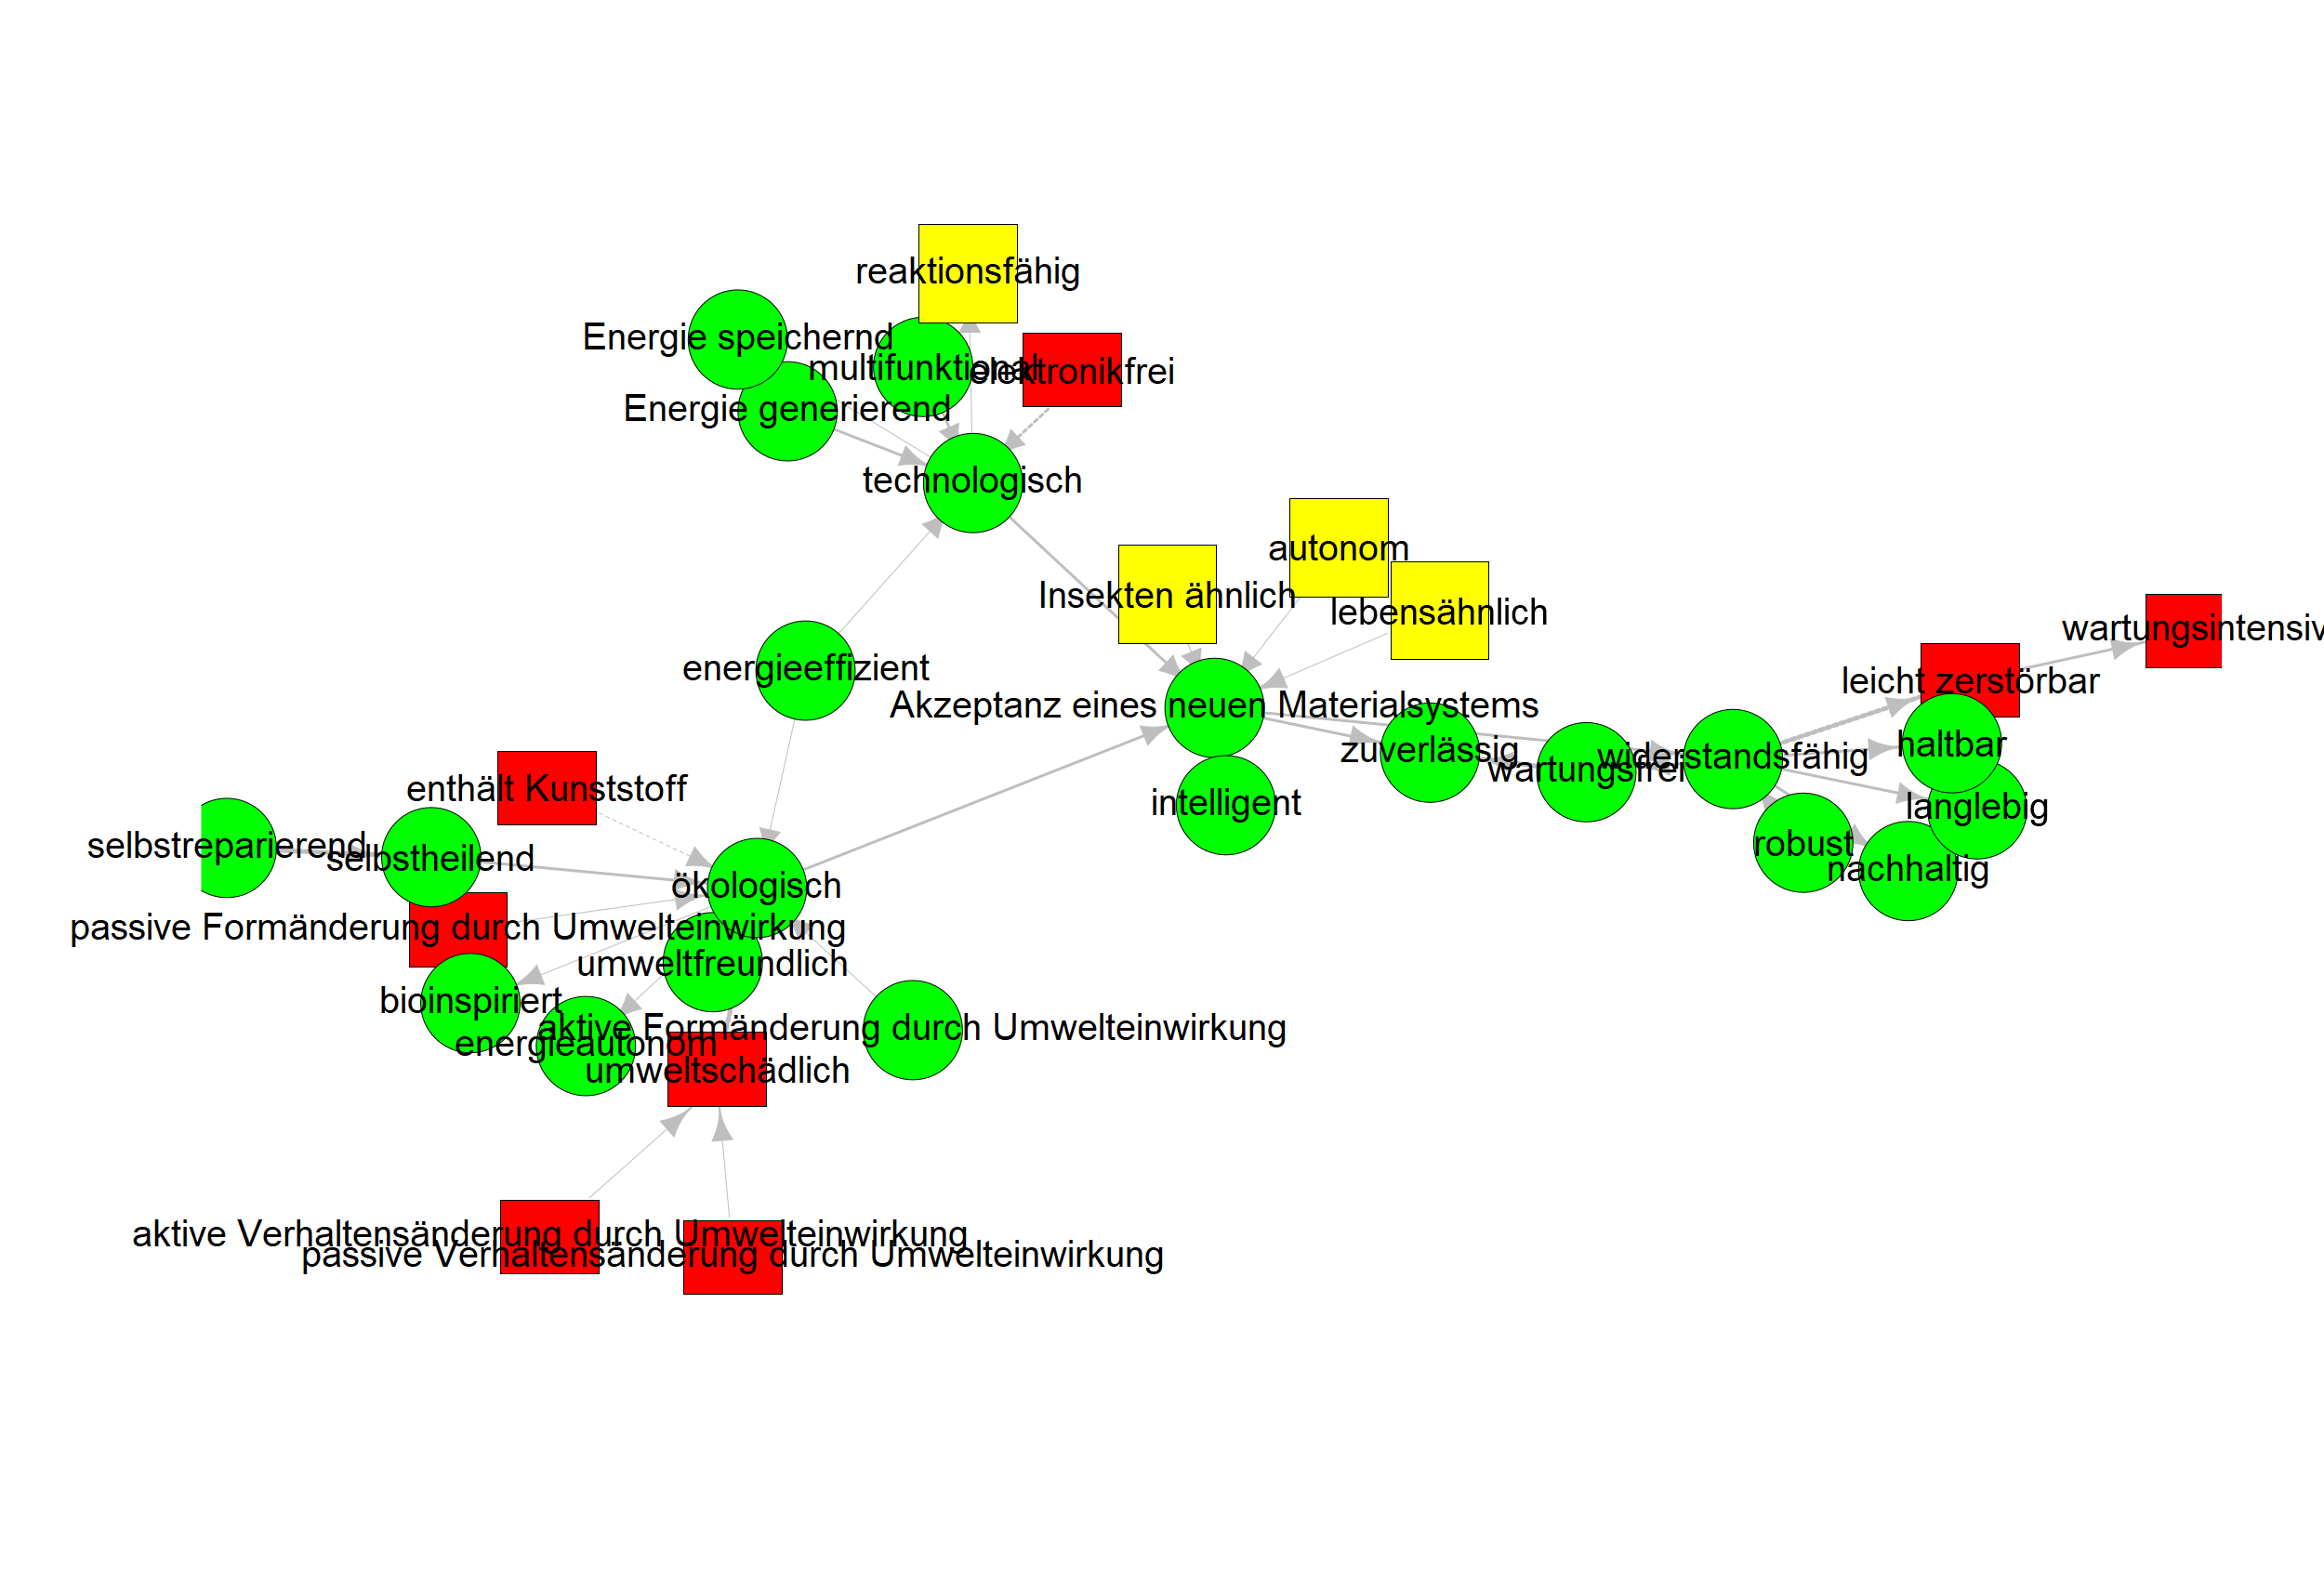 reaktionsfähig
Energie speichernd
multifunktional
elektronikfrei
Energie generierend
technologisch
autonom
Insekten ähnlich
lebensähnlich
wartungsintensiv
energieeffizient
leicht zerstörbar
Akzeptanz eines neuen Materialsystems
zuverlässig
haltbar
widerstandsfähig
wartungsfrei
enthält Kunststoff
intelligent
langlebig
selbstreparierend
robust
selbstheilend
nachhaltig
ökologisch
passive Formänderung durch Umwelteinwirkung
umweltfreundlich
bioinspiriert
aktive Formänderung durch Umwelteinwirkung
energieautonom
umweltschädlich
aktive Verhaltensänderung durch Umwelteinwirkung
passive Verhaltensänderung durch Umwelteinwirkung